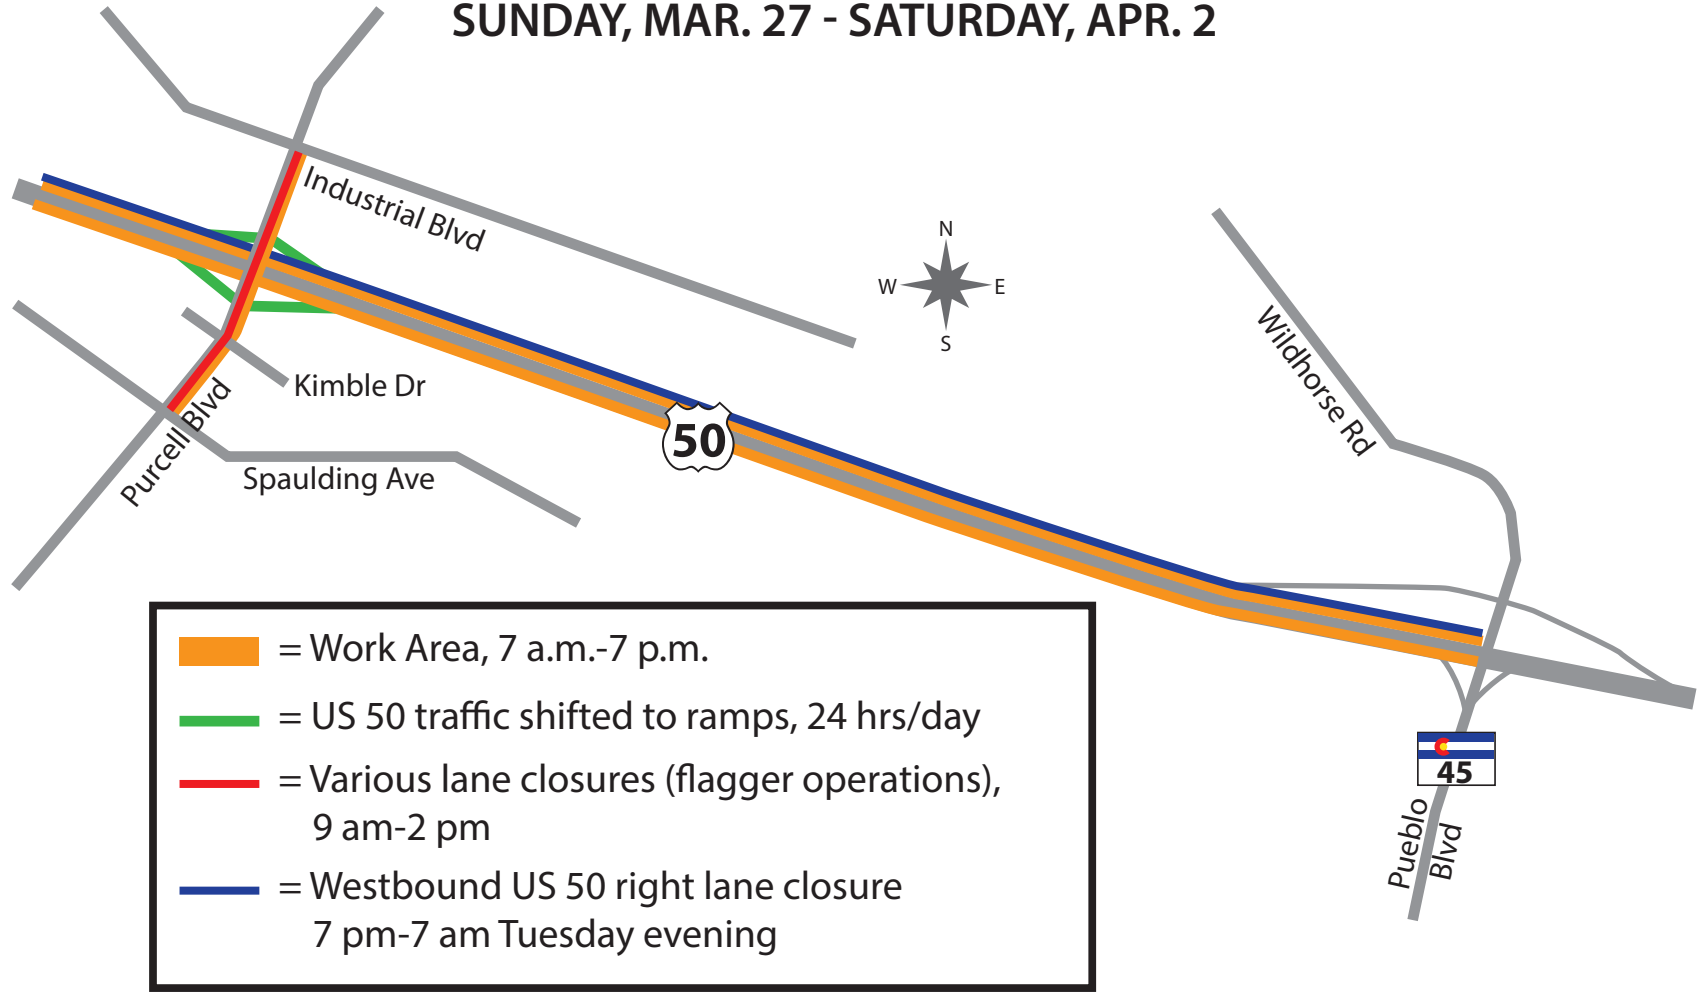 SUNDAY, MAR. 27 - SATURDAY, APR. 2
Industrial Blvd
N
W
E
S
Wildhorse Rd
Kimble Dr
50
Purcell Blvd
Spaulding Ave
= Work Area, 7 a.m.-7 p.m.
= US 50 traffic shifted to ramps, 24 hrs/day
= Various lane closures (flagger operations),
9 am-2 pm
= Westbound US 50 right lane closure
7 pm-7 am Tuesday evening
45
Pueblo
Blvd